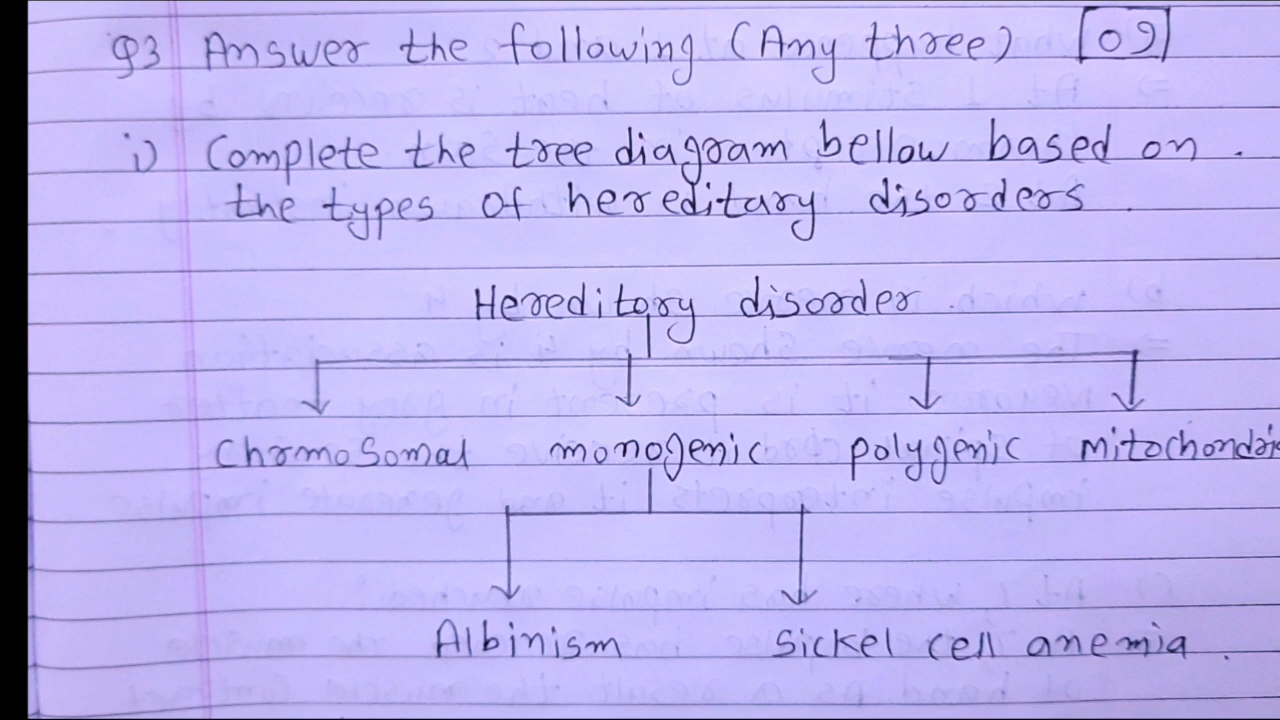 Q3 Answer the following (Any three) 09
i) Complete the tree diagram bellow based on.
the types of hereditary disorders.
Hereditory disorder.
Chromosomal monogenic polygenic
Albinism Sickel cell anemia.